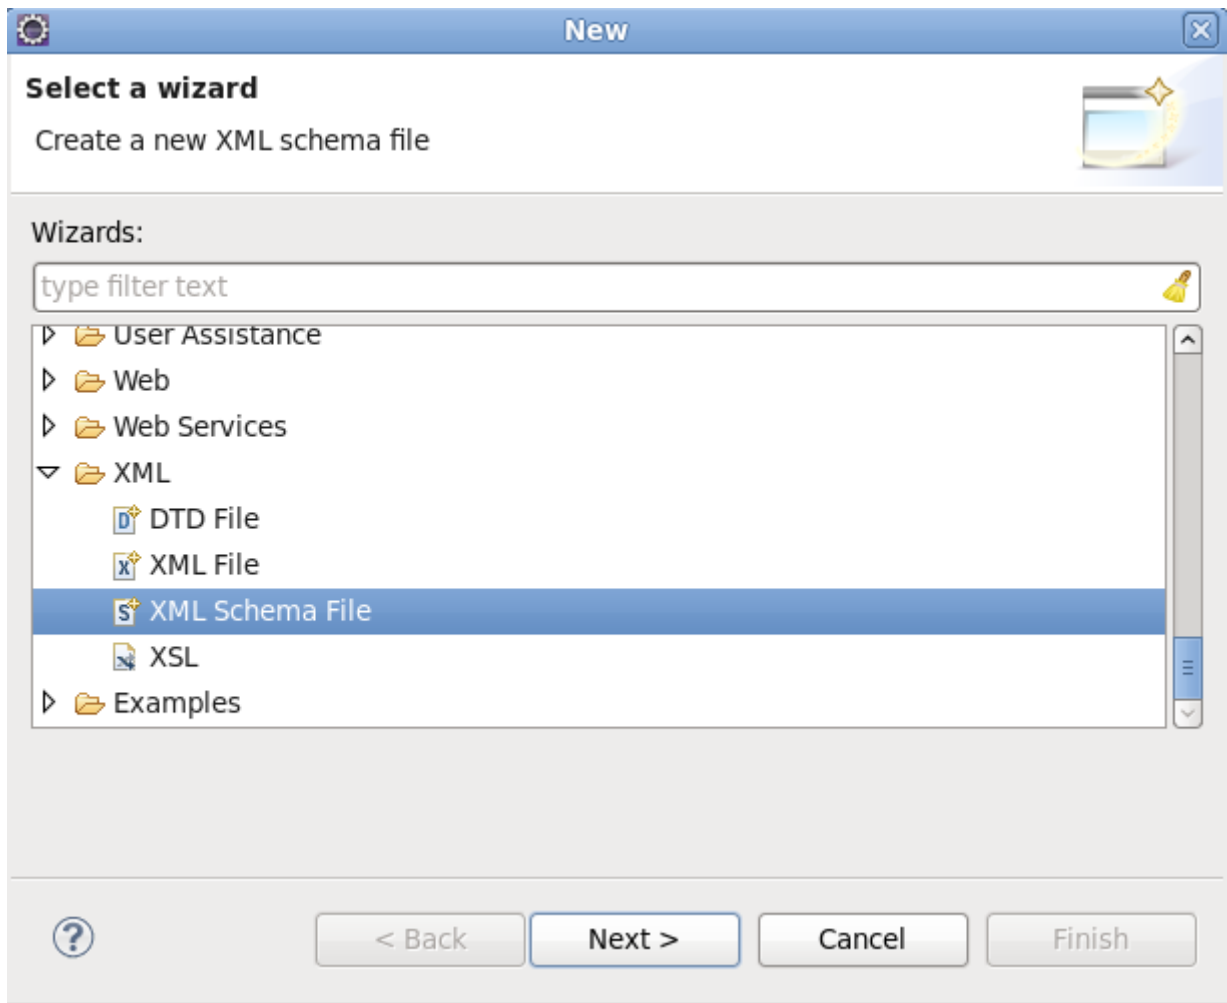 New
Select a wizard
Create a new XML schema file
Wizards:
type filter text
User Assistance
Web
Web Services
XML
DTD File
XML File
XML Schema File
XSL
Examples
< Back Next > Cancel Finish